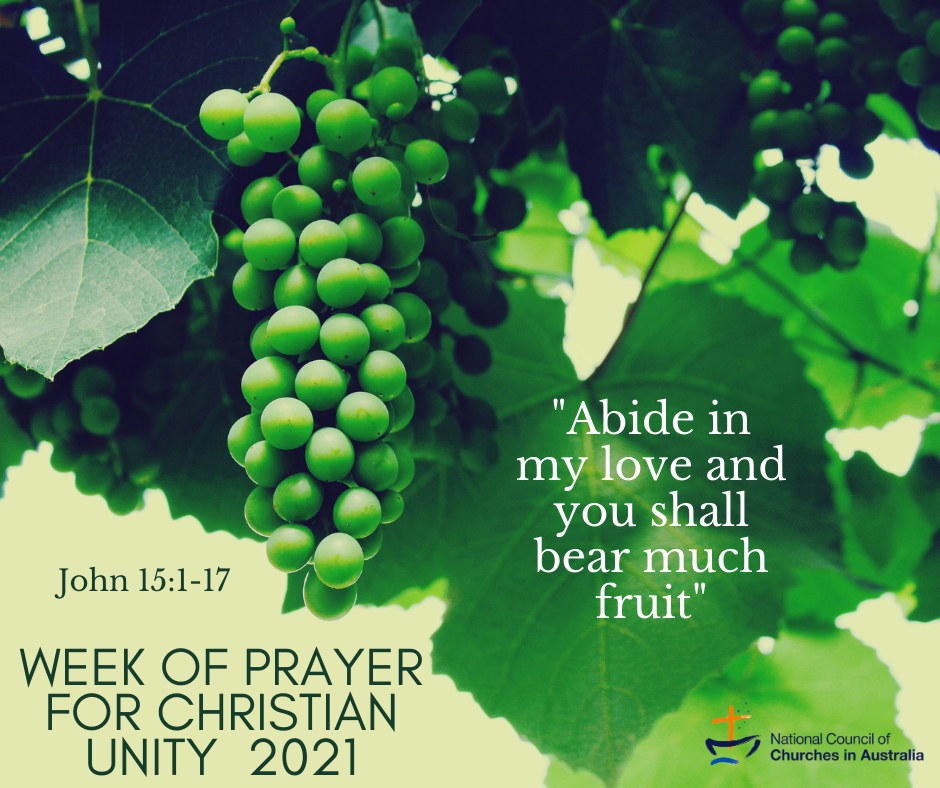 "Abide in
my love and
you shall
bear much
fruit"
John 15:1-17
WEEK OF PRAYER
FOR CHRISTIAN
UNITY 2021
National Council of
Churches in Australia